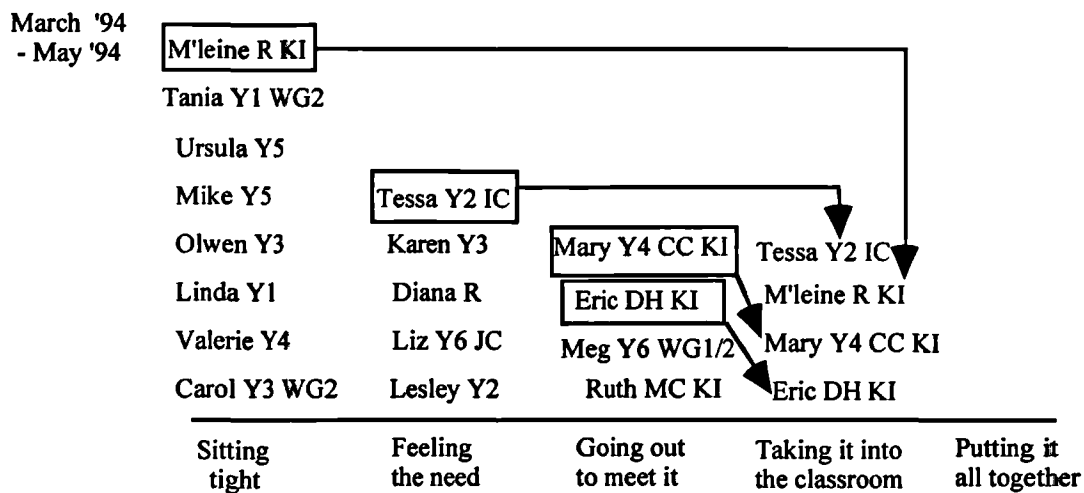 March '94
- May '94
M'leine R KI
Tania Y1 WG2
Ursula Y5
Mike Y5
Tessa Y2 IC
Olwen Y3
Karen Y3
Mary Y4 CC KI
Tessa Y2 IC
Linda Y1
Diana R
Eric DH KI
M'leine R KI
Valerie Y4
Liz Y6 JC
Meg Y6 WG1/2
Mary Y4 CC KI
Carol Y3 WG2
Lesley Y2
Ruth MC KI
Eric DH KI
Sitting
tight
Feeling
the need
Going out
to meet it
Taking it into
the classroom
Putting it
all together